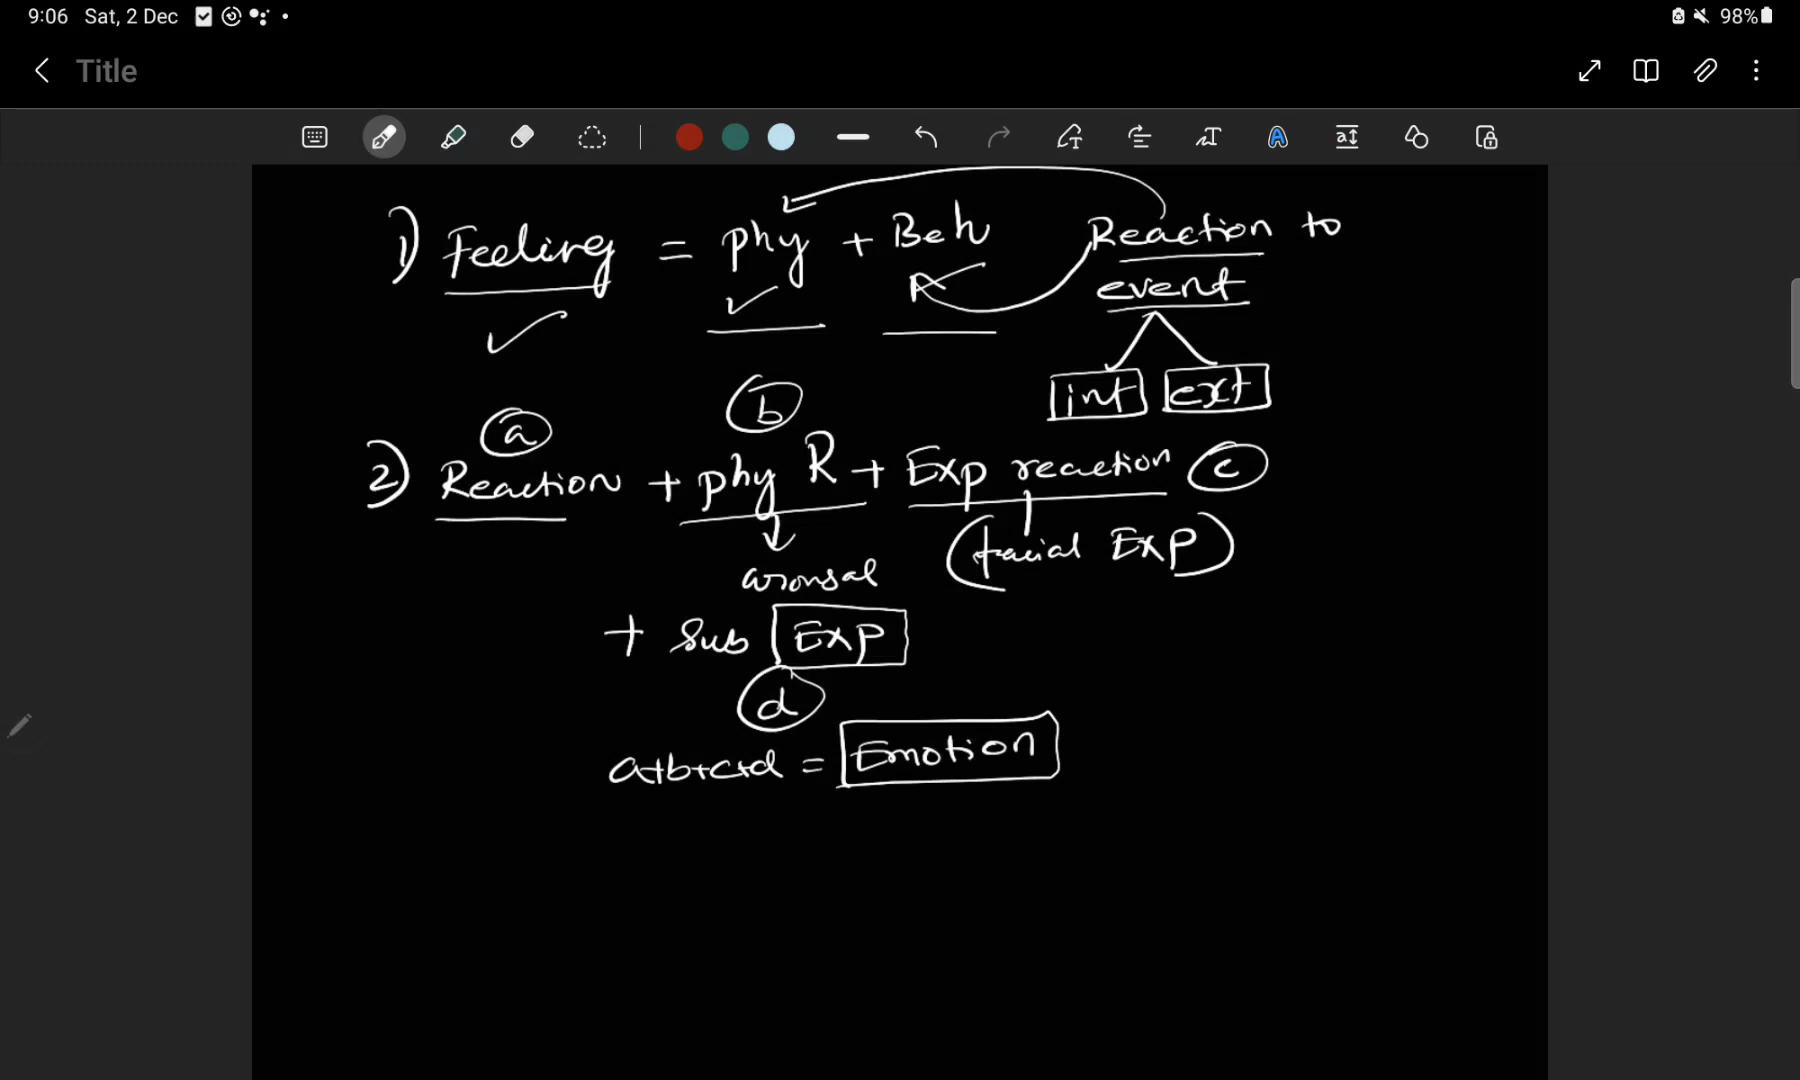 9:06 Sat, 2 Dec
98%
Title
1) Feeling = phy + Beh Reaction to
event
int ext
a b
2) Reaction + phy R + Exp reaction c
arousal (facial Exp)
+ Sub Exp
d
a+b+c+d = Emotion